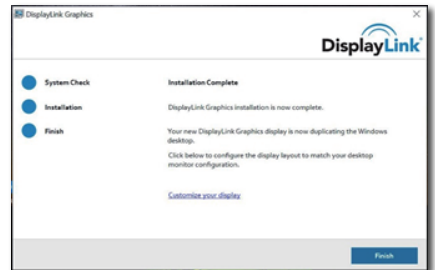 DisplayLink Graphics
DisplayLink
System Check
Installation Complete
Installation
DisplayLink Graphics installation is now complete.
Finish
Your new DisplayLink Graphics display is now duplicating the Windows
desktop.
Click below to configure the display layout to match your desktop
monitor configuration.
Customize your display
Finish